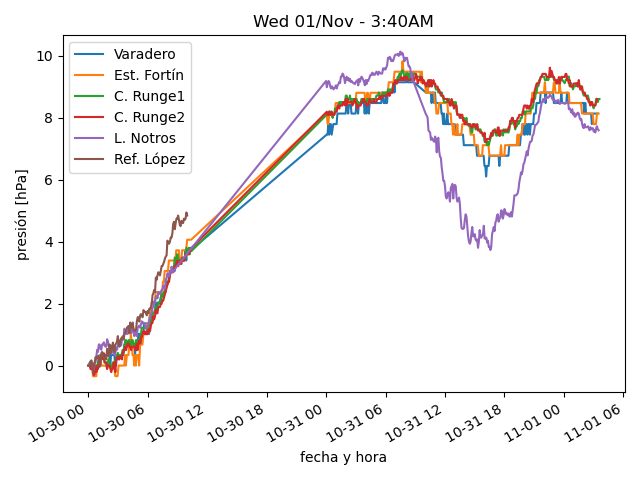 Wed 01/Nov - 3:40AM
Varadero
Est. Fortín
C. Runge1
C. Runge2
L. Notros
Ref. López
presión [hPa]
10
8
6
4
2
0
10-30 00
10-30 06
10-30 12
10-30 18
10-31 00
10-31 06
10-31 12
10-31 18
11-01 00
11-01 06
fecha y hora